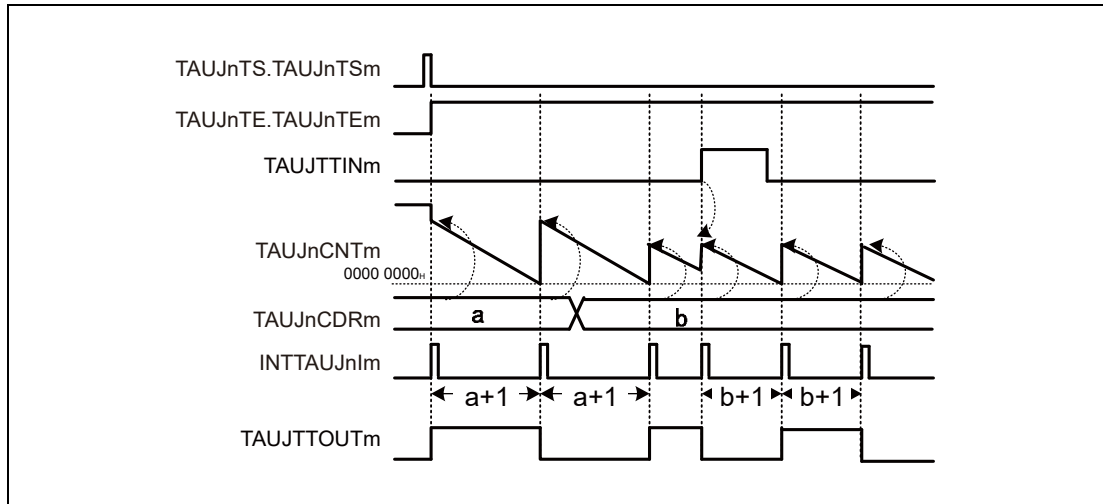 TAUJnTS.TAUJnTSm
TAUJnTE.TAUJnTEm
TAUJTTINm
TAUJnCNTm
0000 0000H
TAUJnCDRm
a
b
INTTAUJnIm
a+1
a+1
b+1
b+1
TAUJTTOUTm